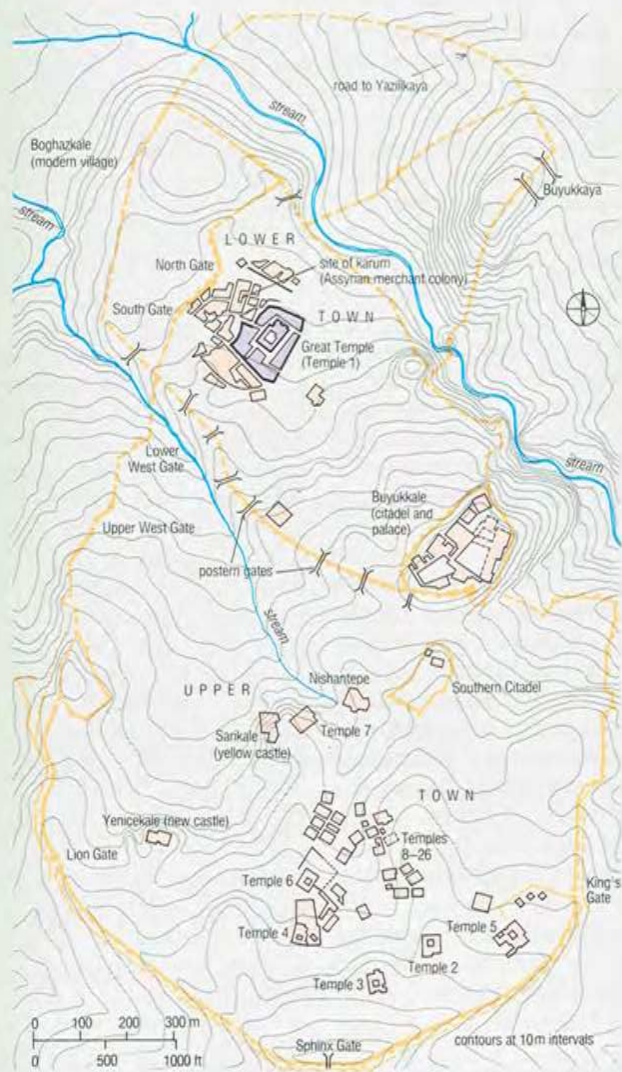 road to Yazilikaya
stream
Boghazkale
(modern village)
Buyukkaya
stream
LOWER
North Gate
site of karum
(Assyrian merchant colony)
South Gate
TOWN
Great Temple
(Temple 1)
Lower
West Gate
stream
Buyukkale
(citadel and
palace)
Upper West Gate
postern gates
stream
Nishantepe
UPPER
Southern Citadel
Sarikale
(yellow castle)
Temple 7
TOWN
Yenicekale (new castle)
Temples
8–26
Lion Gate
Temple 6
King's
Gate
Temple 4
Temple 5
Temple 2
Temple 3
0 100 200 300 m
0 500 1000 ft
Sphinx Gate
contours at 10m intervals